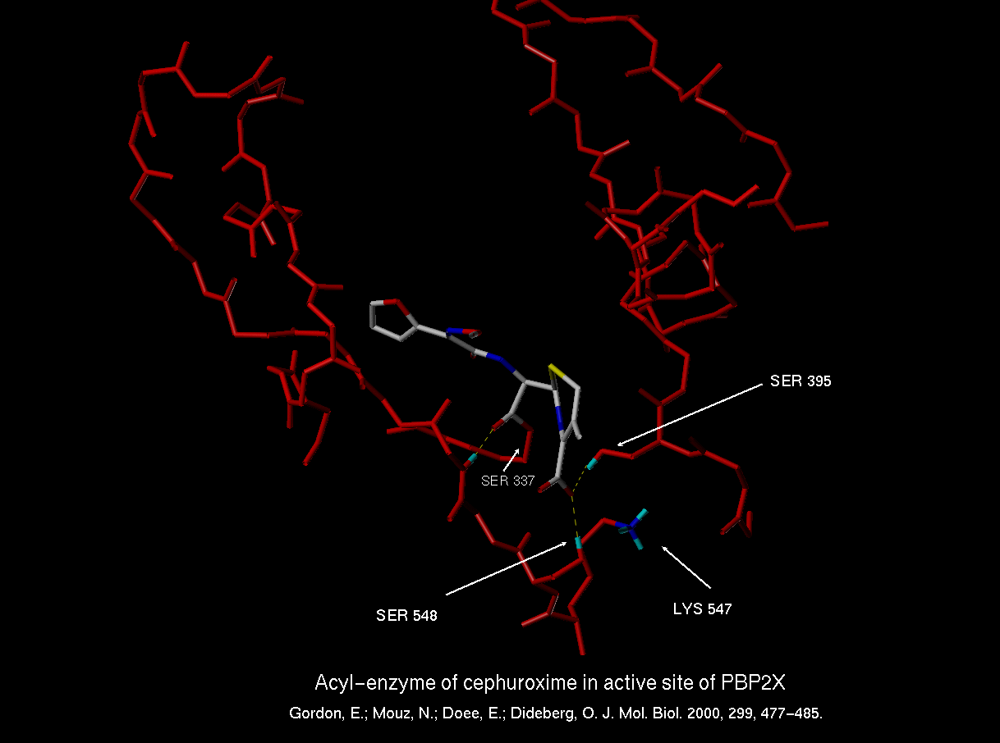 SER 395
SER 337
LYS 547
SER 548
Acyl-enzyme of cephuroxime in active site of PBP2X
Gordon, E.; Mouz, N.; Doee, E.; Dideberg, O. J. Mol. Biol. 2000, 299, 477-485.